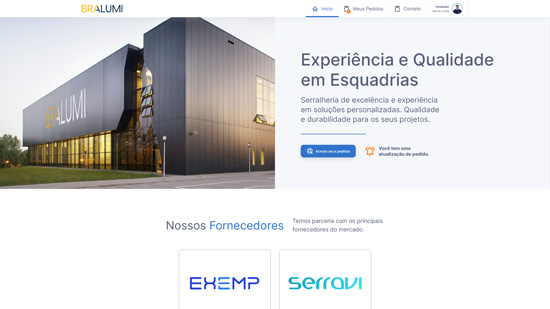 BRALUMI
Início
Meus Pedidos
Contato
BRALUMI
Experiência e Qualidade
em Esquadrias
Serralheria de excelência e experiência
em soluções personalizadas. Qualidade
e durabilidade para os seus projetos.
Acesse seus pedidos
Você tem uma
atualização de pedido.
Nossos Fornecedores
Temos parceria com os principais
fornecedores do mercado.
EXEMP
serravi